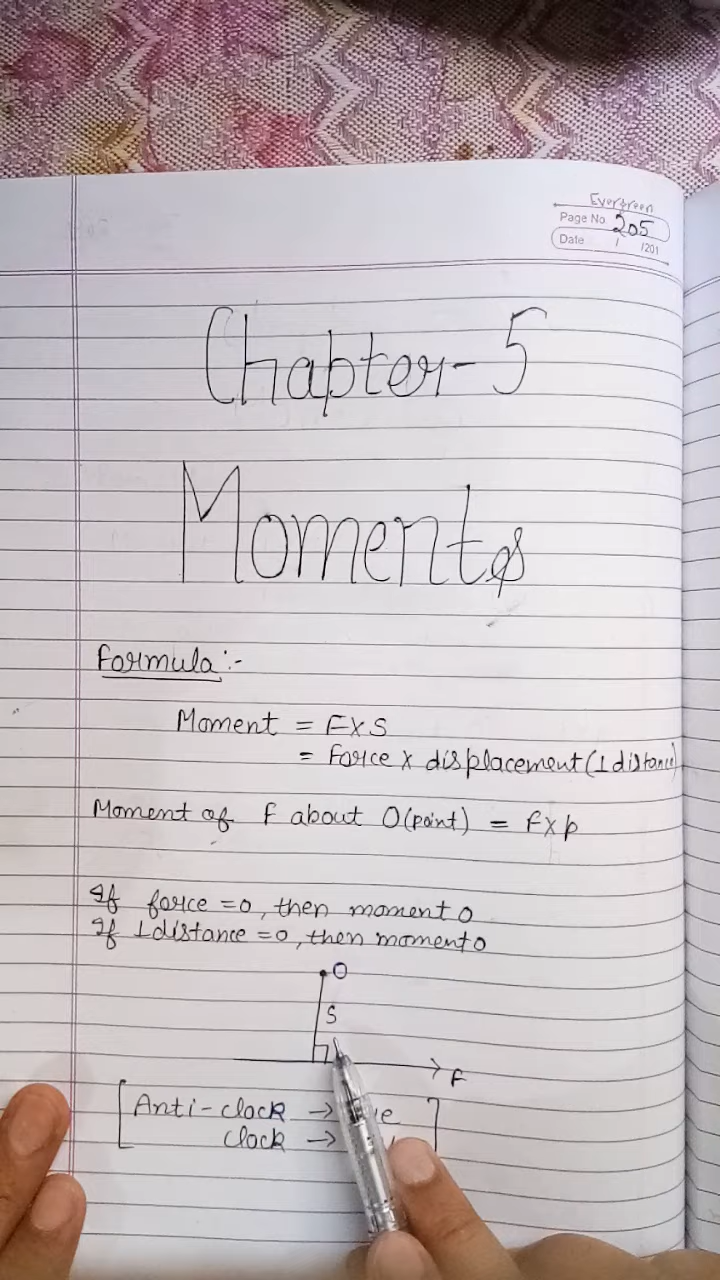 Evergreen
Page No 205
Date / /201
Chapter-5
Moments
Formula :-
Moment = F×S
= Force × displacement (⊥ distance)
Moment of F about O(point) = F×p
If force =0, then moment 0
If ⊥distance =0, then moment 0
O
S
F
Anti-clock →
clock →